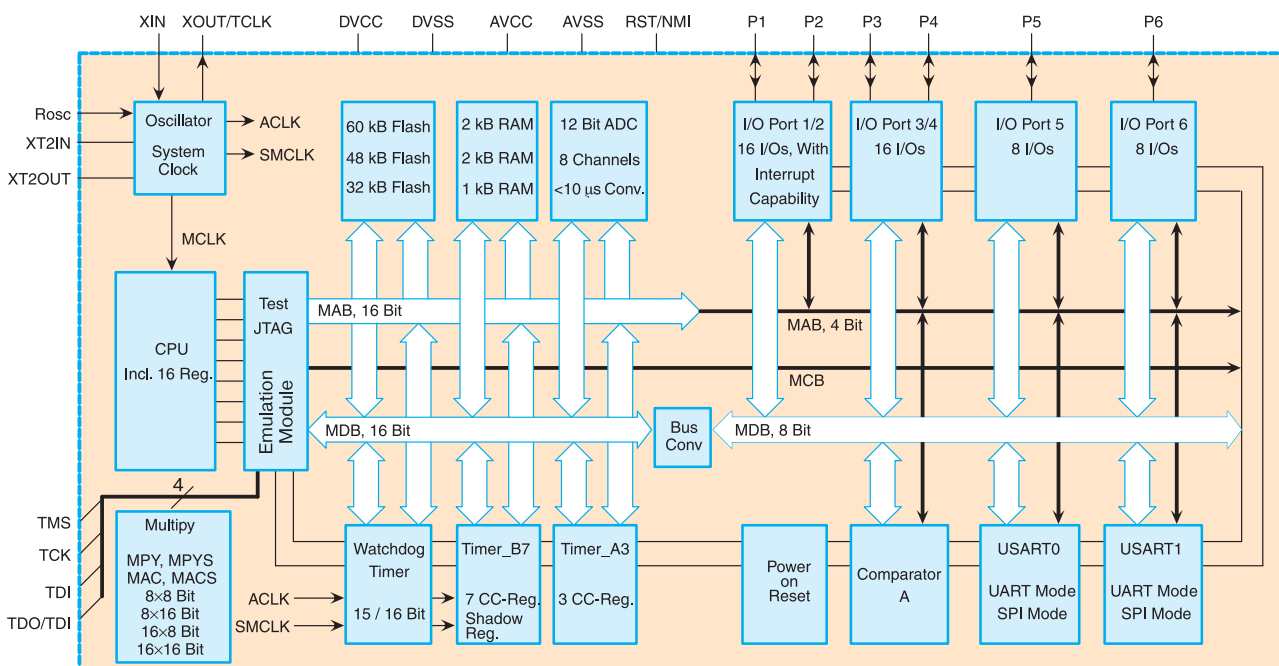 XIN
XOUT/TCLK
DVCC
DVSS
AVCC
AVSS
RST/NMI
P1
P2
P3
P4
P5
P6
Rosc
XT2IN
XT2OUT
Oscillator
System
Clock
ACLK
SMCLK
MCLK
60 kB Flash
48 kB Flash
32 kB Flash
2 kB RAM
2 kB RAM
1 kB RAM
12 Bit ADC
8 Channels
<10 µs Conv.
I/O Port 1/2
16 I/Os, With
Interrupt
Capability
I/O Port 3/4
16 I/Os
I/O Port 5
8 I/Os
I/O Port 6
8 I/Os
CPU
Incl. 16 Reg.
Test
JTAG
Emulation
Module
MAB, 16 Bit
MAB, 4 Bit
MCB
MDB, 16 Bit
Bus
Conv
MDB, 8 Bit
4
TMS
TCK
TDI
TDO/TDI
Multipy
MPY, MPYS
MAC, MACS
8×8 Bit
8×16 Bit
16×8 Bit
16×16 Bit
ACLK
SMCLK
Watchdog
Timer
15 / 16 Bit
Timer_B7
7 CC-Reg.
Shadow
Reg.
Timer_A3
3 CC-Reg.
Power
on
Reset
Comparator
A
USART0
UART Mode
SPI Mode
USART1
UART Mode
SPI Mode